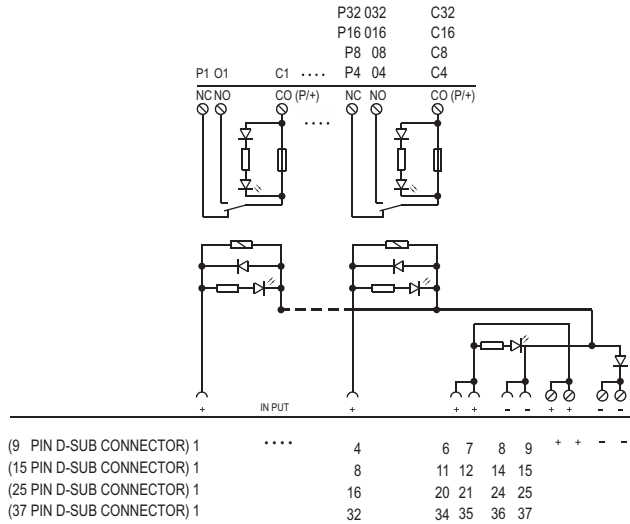 P32 032 C32
P16 016 C16
P8 08 C8
P1 O1 C1 .... P4 04 C4
NC NO CO (P/+) NC NO CO (P/+)
....
+ IN PUT + + + - - + + - -
(9 PIN D-SUB CONNECTOR) 1 .... 4 6 7 8 9 + + - -
(15 PIN D-SUB CONNECTOR) 1 8 11 12 14 15
(25 PIN D-SUB CONNECTOR) 1 16 20 21 24 25
(37 PIN D-SUB CONNECTOR) 1 32 34 35 36 37